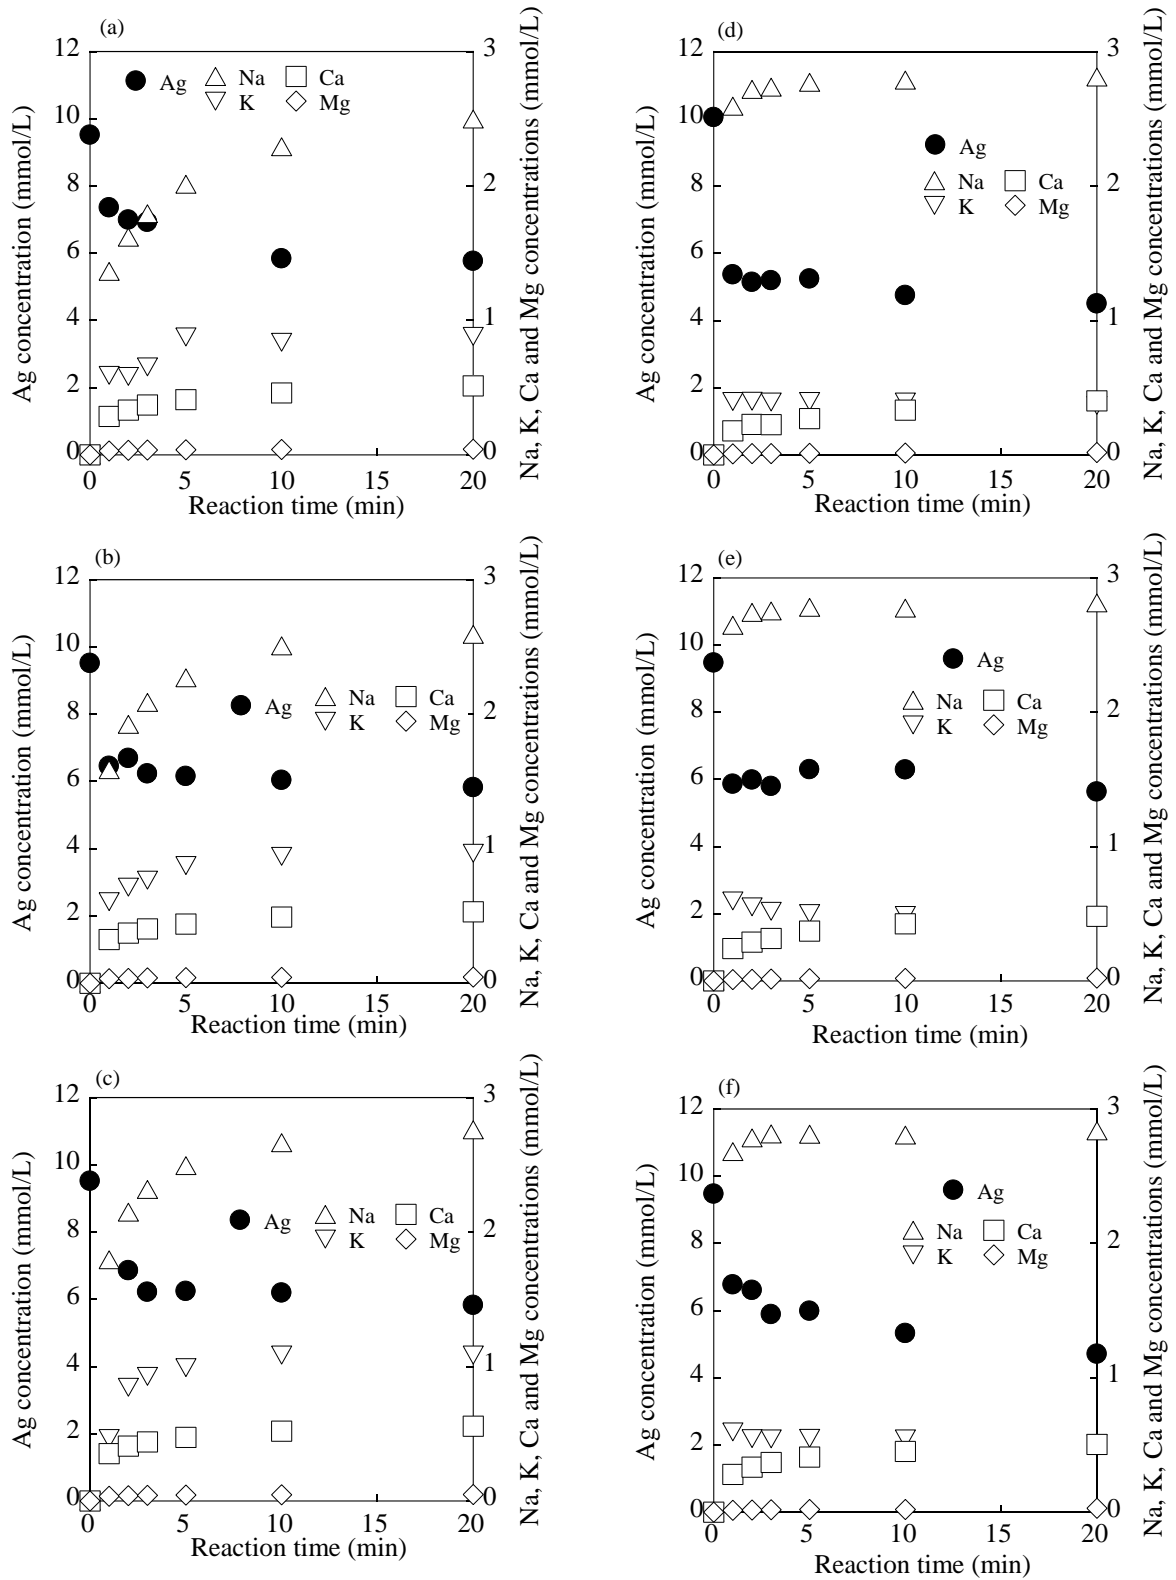 (a)
Ag concentration (mmol/L)
12
10
8
6
4
2
0
Ag Na Ca
K Mg
3
2
1
0
Na, K, Ca and Mg concentrations (mmol/L)
0 5 10 15 20
Reaction time (min)
(d)
Ag concentration (mmol/L)
12
10
8
6
4
2
0
Ag
Na Ca
K Mg
3
2
1
0
Na, K, Ca and Mg concentrations (mmol/L)
0 5 10 15 20
Reaction time (min)
(b)
Ag concentration (mmol/L)
12
10
8
6
4
2
0
Ag Na Ca
K Mg
3
2
1
0
Na, K, Ca and Mg concentrations (mmol/L)
0 5 10 15 20
Reaction time (min)
(e)
Ag concentration (mmol/L)
12
10
8
6
4
2
0
Ag
Na Ca
K Mg
3
2
1
0
Na, K, Ca and Mg concentrations (mmol/L)
0 5 10 15 20
Reaction time (min)
(c)
Ag concentration (mmol/L)
12
10
8
6
4
2
0
Ag Na Ca
K Mg
3
2
1
0
Na, K, Ca and Mg concentrations (mmol/L)
0 5 10 15 20
Reaction time (min)
(f)
Ag concentration (mmol/L)
12
10
8
6
4
2
0
Ag
Na Ca
K Mg
3
2
1
0
Na, K, Ca and Mg concentrations (mmol/L)
0 5 10 15 20
Reaction time (min)